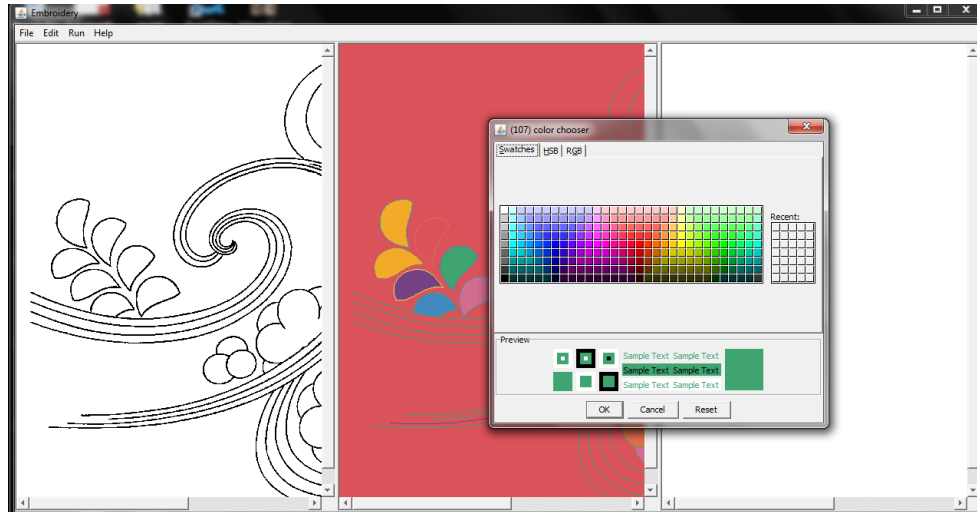 Embroidery
File Edit Run Help
(107) color chooser
Swatches HSB RGB
Recent:
Preview
Sample Text Sample Text
Sample Text Sample Text
Sample Text Sample Text
OK Cancel Reset